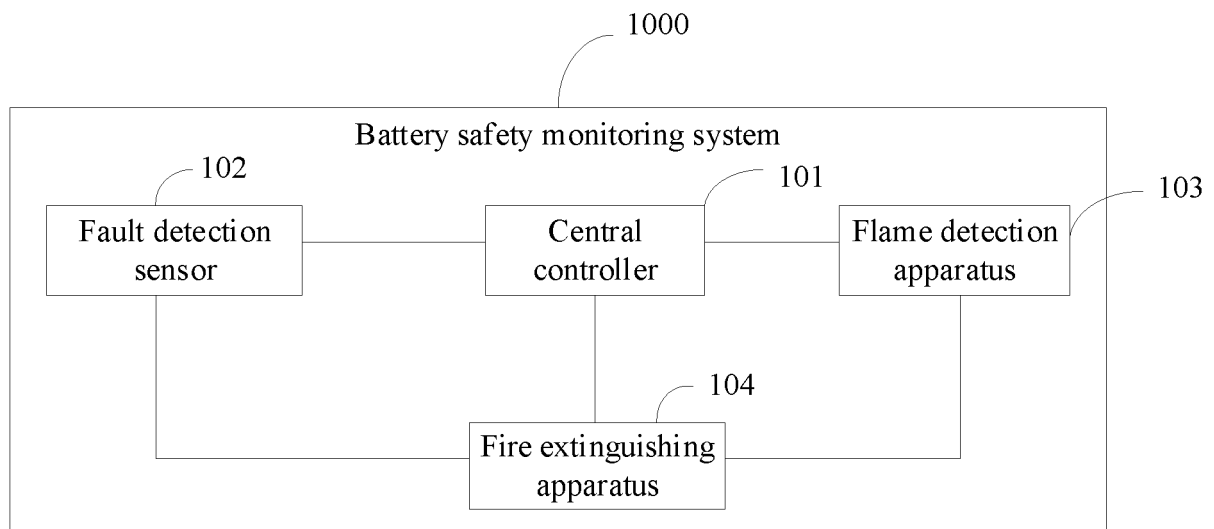 1000
Battery safety monitoring system
102
101
103
Fault detection
sensor
Central
controller
Flame detection
apparatus
104
Fire extinguishing
apparatus